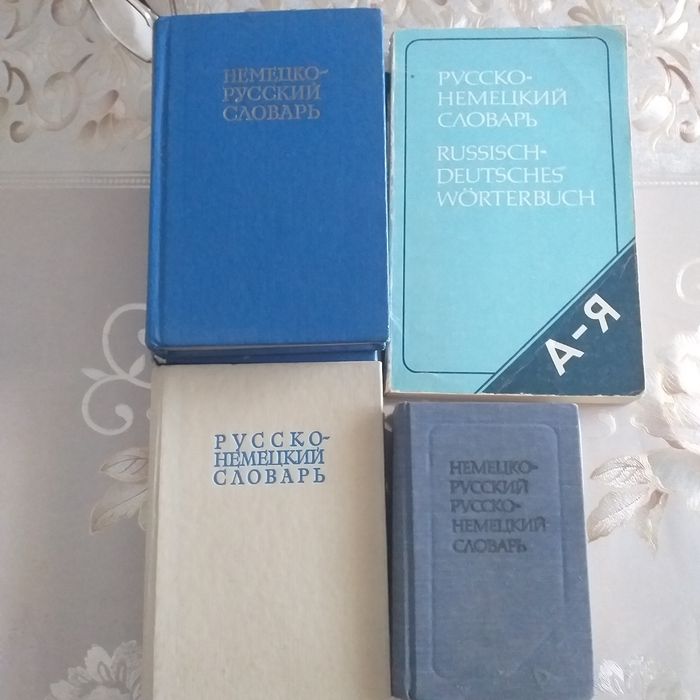 НЕМЕЦКО-
РУССКИЙ
СЛОВАРЬ
РУССКО-
НЕМЕЦКИЙ
СЛОВАРЬ
RUSSISCH-
DEUTSCHES
WÖRTERBUCH
А-Я
РУССКО-
НЕМЕЦКИЙ
СЛОВАРЬ
НЕМЕЦКО-
РУССКИЙ
РУССКО-
НЕМЕЦКИЙ
СЛОВАРЬ